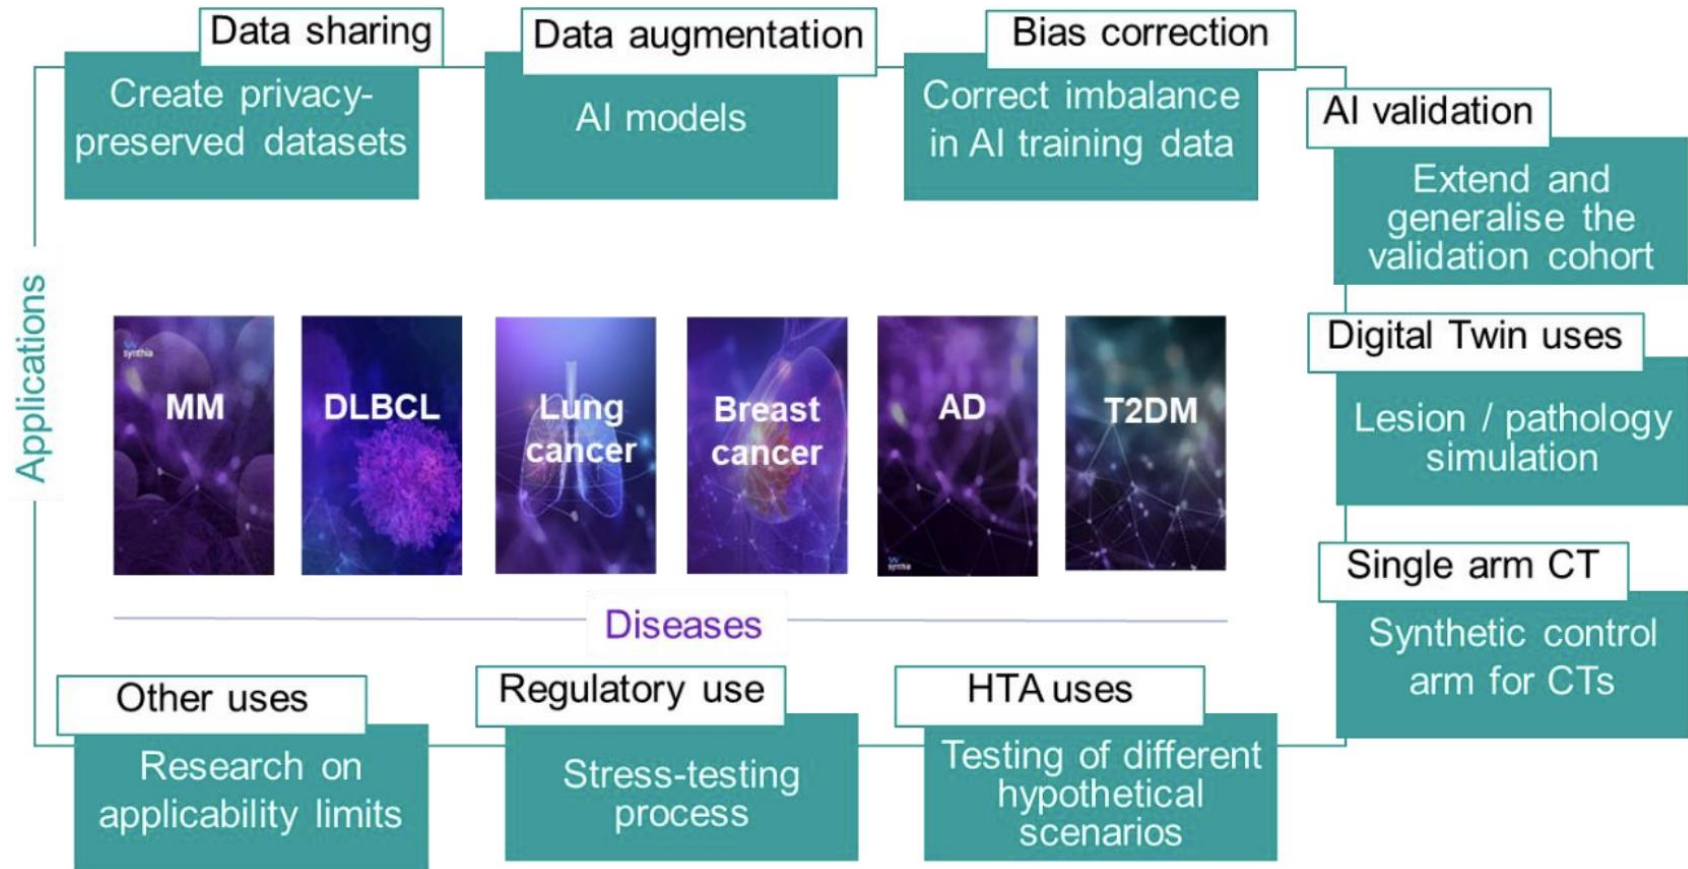 Data sharing
Create privacy-
preserved datasets
Data augmentation
AI models
Bias correction
Correct imbalance
in AI training data
AI validation
Extend and
generalise the
validation cohort
Digital Twin uses
Lesion / pathology
simulation
Single arm CT
Synthetic control
arm for CTs
Applications
synthia
MM
DLBCL
Lung
cancer
Breast
cancer
AD
synthia
T2DM
Diseases
Other uses
Research on
applicability limits
Regulatory use
Stress-testing
process
HTA uses
Testing of different
hypothetical
scenarios